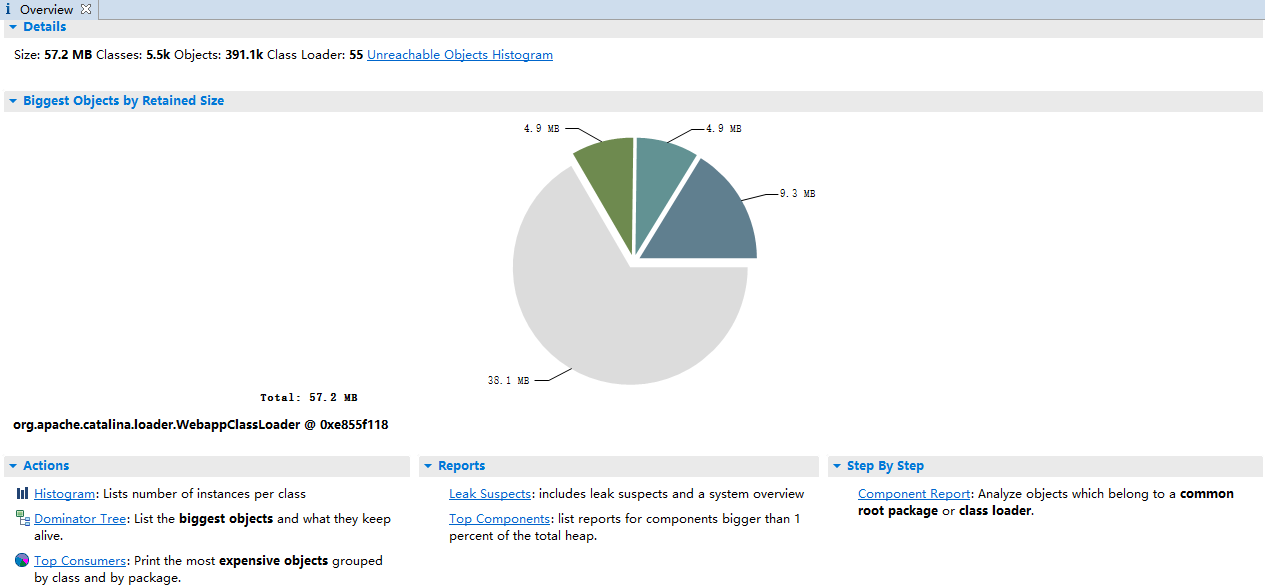 i Overview
Details
Size: 57.2 MB Classes: 5.5k Objects: 391.1k Class Loader: 55 Unreachable Objects Histogram
Biggest Objects by Retained Size
4.9 MB
4.9 MB
9.3 MB
38.1 MB
Total: 57.2 MB
org.apache.catalina.loader.WebappClassLoader @ 0xe855f118
Actions
Histogram: Lists number of instances per class
Dominator Tree: List the biggest objects and what they keep
alive.
Top Consumers: Print the most expensive objects grouped
by class and by package.
Reports
Leak Suspects: includes leak suspects and a system overview
Top Components: list reports for components bigger than 1
percent of the total heap.
Step By Step
Component Report: Analyze objects which belong to a common
root package or class loader.